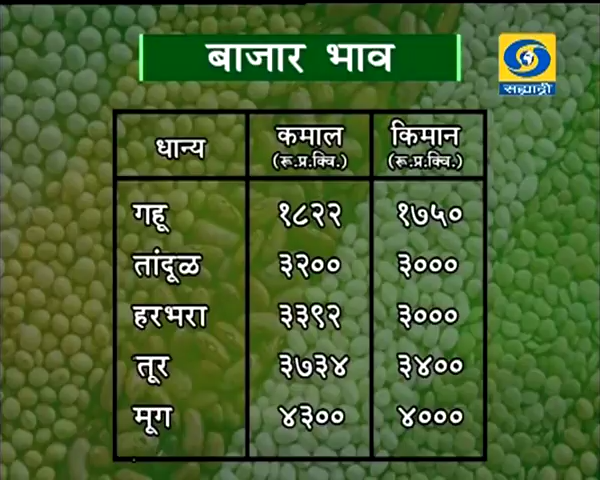 बाजार भाव
सह्याद्री
धान्य कमाल किमान
(रू.प्र.क्विं.) (रू.प्र.क्विं.)
गहू १८२२ १७५०
तांदूळ ३२०० ३०००
हरभरा ३३९२ ३०००
तूर ३७३४ ३४००
मूग ४३०० ४०००